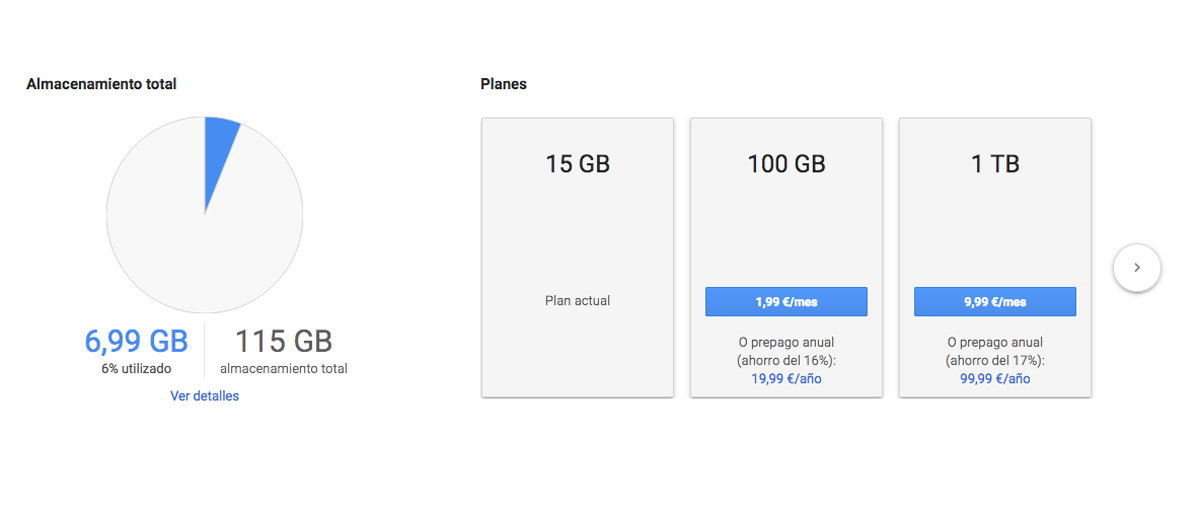 Almacenamiento total
6,99 GB
6% utilizado
115 GB
almacenamiento total
Ver detalles
Planes
15 GB
Plan actual
100 GB
1,99 €/mes
O prepago anual
(ahorro del 16%):
19,99 €/año
1 TB
9,99 €/mes
O prepago anual
(ahorro del 17%):
99,99 €/año